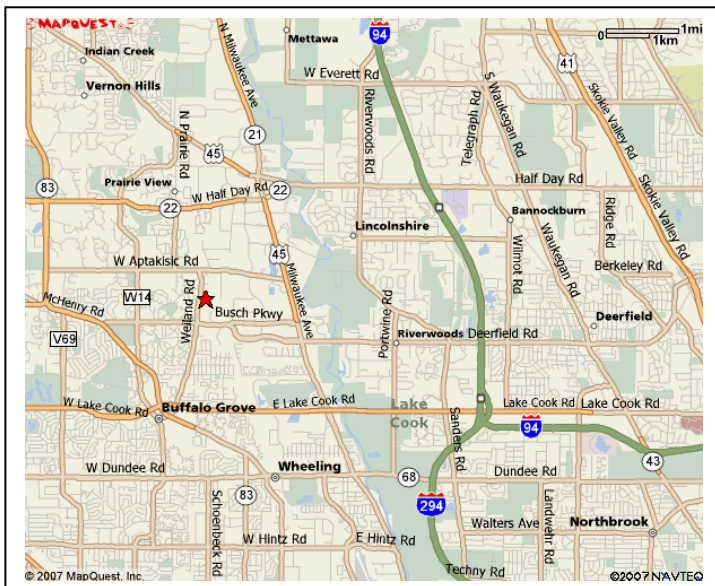 MAPQUEST.
94
1mi
1km
Mettawa
Indian Creek
N Milwaukee Ave
41
Vernon Hills
W Everett Rd
S Waukegan Rd
Skokie Valley Rd
Riverwoods Rd
Telegraph Rd
N Prairie Rd
21
45
83
Prairie View
W Half Day Rd
22
Half Day Rd
22
Bannockburn
Lincolnshire
Ridge Rd
Skokie Valley Rd
Wilmot Rd
Waukegan Rd
45
W Aptakisic Rd
Berkeley Rd
Milwaukee Ave
Weiland Rd
W14
McHenry Rd
Busch Pkwy
Portwine Rd
Deerfield
V69
Riverwoods
Deerfield Rd
W Lake Cook Rd
Buffalo Grove
E Lake Cook Rd
Lake
Cook
Lake Cook Rd
Lake Cook Rd
94
Sanders Rd
43
W Dundee Rd
Wheeling
68
Dundee Rd
83
294
Schoenbeck Rd
Landwehr Rd
Walters Ave
Northbrook
W Hintz Rd
E Hintz Rd
Techny Rd
© 2007 MapQuest, Inc.
©2007 NAVTEQ